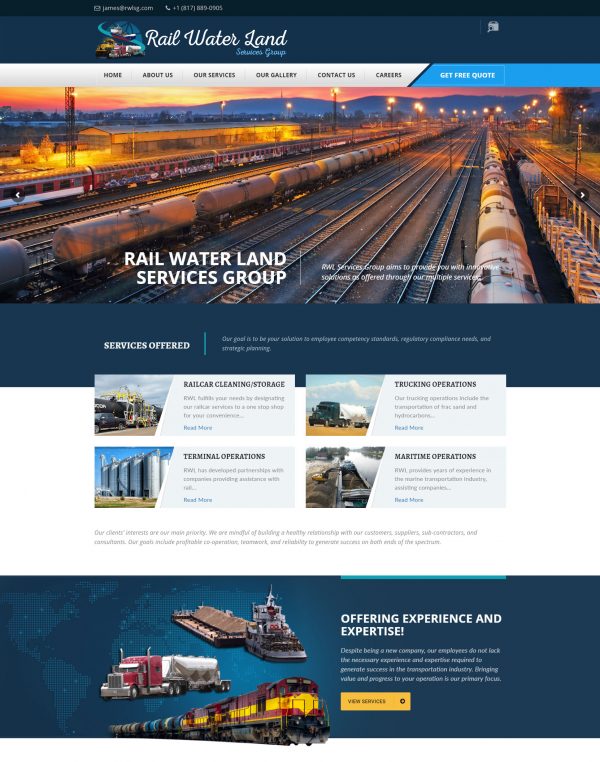 james@rwlsg.com +1 (817) 889-0905
Rail Water Land
Services Group
HOME ABOUT US OUR SERVICES OUR GALLERY CONTACT US CAREERS GET FREE QUOTE
RAIL WATER LAND
SERVICES GROUP
RWL Services Group aims to provide you with innovative
solutions as offered through our multiple services.
SERVICES OFFERED
Our goal is to be your solution to employee competency standards, regulatory compliance needs, and
strategic planning.
RAILCAR CLEANING/STORAGE
RWL fulfills your needs by designating
our railcar services to a one stop shop
for your convenience...
Read More
TRUCKING OPERATIONS
Our trucking operations include the
transportation of frac sand and
hydrocarbons...
Read More
TERMINAL OPERATIONS
RWL has developed partnerships with
companies providing assistance with
rail...
Read More
MARITIME OPERATIONS
RWL provides years of experience in
the marine transportation industry,
assisting companies...
Read More
Our clients' interests are our main priority. We are mindful of building a healthy relationship with our customers, suppliers, sub-contractors, and
consultants. Our goals include profitable co-operation, teamwork, and reliability to generate success on both ends of the spectrum.
OFFERING EXPERIENCE AND
EXPERTISE!
Despite being a new company, our employees do not lack
the necessary experience and expertise required to
generate success in the transportation industry. Bringing
value and progress to your operation is our primary focus.
VIEW SERVICES